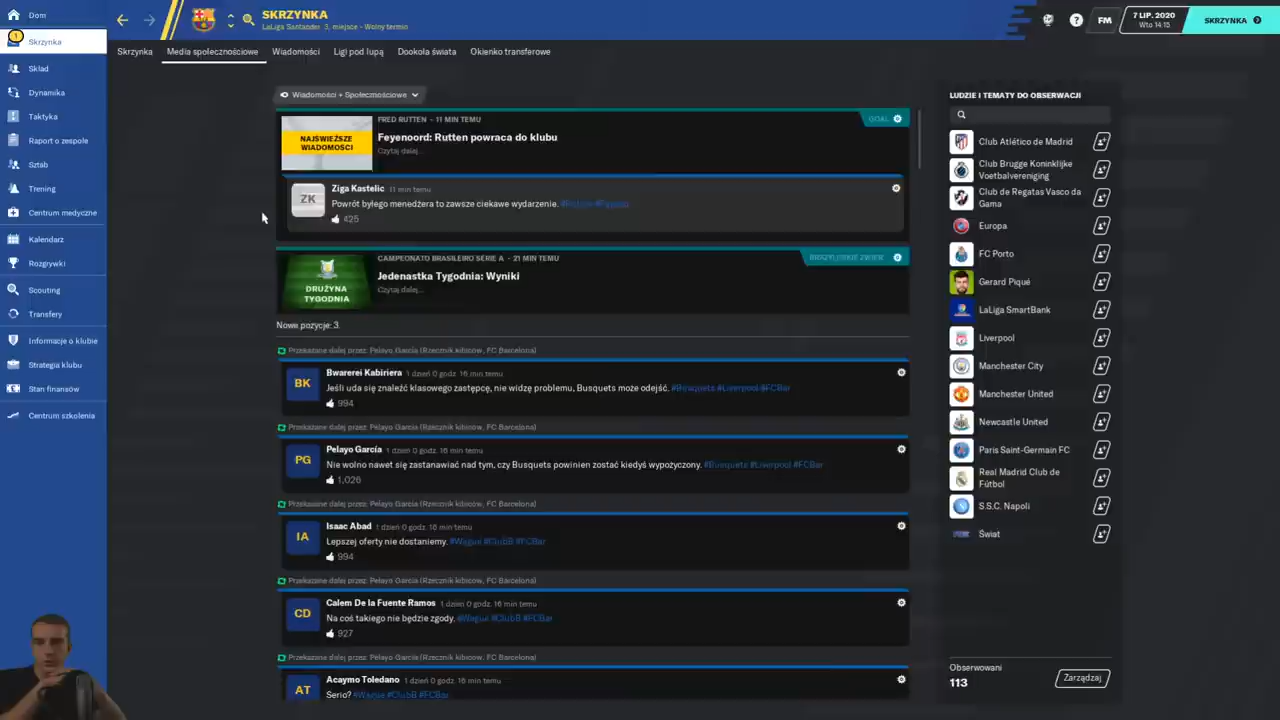 Dom
SKRZYNKA
LaLiga Santander 3. miejsce - Wolny termin
FM
7 LIP. 2020
Wto 14:15
SKRZYNKA
1
Skrzynka
Skład
Dynamika
Taktyka
Raport o zespole
Sztab
Trening
Centrum medyczne
Kalendarz
Rozgrywki
Scouting
Transfery
Informacje o klubie
Strategia klubu
Stan finansów
Centrum szkolenia
Skrzynka
Media społecznościowe
Wiadomości
Ligi pod lupą
Dookoła świata
Okienko transferowe
Wiadomości + Społecznościowe
NAJŚWIEŻSZE
WIADOMOŚCI
FRED RUTTEN - 11 MIN TEMU
GOAL
Feyenoord: Rutten powraca do klubu
Czytaj dalej...
ZK
Ziga Kastelic 11 min temu
Powrót byłego menedżera to zawsze ciekawe wydarzenie.
425
DRUŻYNA
TYGODNIA
CAMPEONATO BRASILEIRO SÉRIE A - 21 MIN TEMU
Jedenastka Tygodnia: Wyniki
Czytaj dalej...
Nowe pozycje: 3.
Przekazane dalej przez: Pelayo García (Rzecznik kibiców, FC Barcelona)
BK
Bwarerei Kabiriera 1 dzień 0 godz. 16 min temu
Jeśli uda się znaleźć klasowego zastępcę, nie widzę problemu, Busquets może odejść. #Busquets #Liverpool #FCBar
994
Przekazane dalej przez: Pelayo García (Rzecznik kibiców, FC Barcelona)
PG
Pelayo García 1 dzień 0 godz. 16 min temu
Nie wolno nawet się zastanawiać nad tym, czy Busquets powinien zostać kiedyś wypożyczony. #Busquets #Liverpool #FCBar
1,026
Przekazane dalej przez: Pelayo García (Rzecznik kibiców, FC Barcelona)
IA
Isaac Abad 1 dzień 0 godz. 16 min temu
Lepszej oferty nie dostaniemy. #Wague #ClubB #FCBar
994
Przekazane dalej przez: Pelayo García (Rzecznik kibiców, FC Barcelona)
CD
Calem De la Fuente Ramos 1 dzień 0 godz. 16 min temu
Na coś takiego nie będzie zgody. #Wague #ClubB #FCBar
927
Przekazane dalej przez: Pelayo García (Rzecznik kibiców, FC Barcelona)
AT
Acaymo Toledano 1 dzień 0 godz. 16 min temu
Serio? #Wague #ClubB #FCBar
LUDZIE I TEMATY DO OBSERWACJI
Club Atlético de Madrid
Club Brugge Koninklijke
Voetbalvereniging
Club de Regatas Vasco da
Gama
Europa
FC Porto
Gerard Piqué
LaLiga SmartBank
Liverpool
Manchester City
Manchester United
Newcastle United
Paris Saint-Germain FC
Real Madrid Club de
Fútbol
S.S.C. Napoli
Świat
Obserwowani
113
Zarządzaj